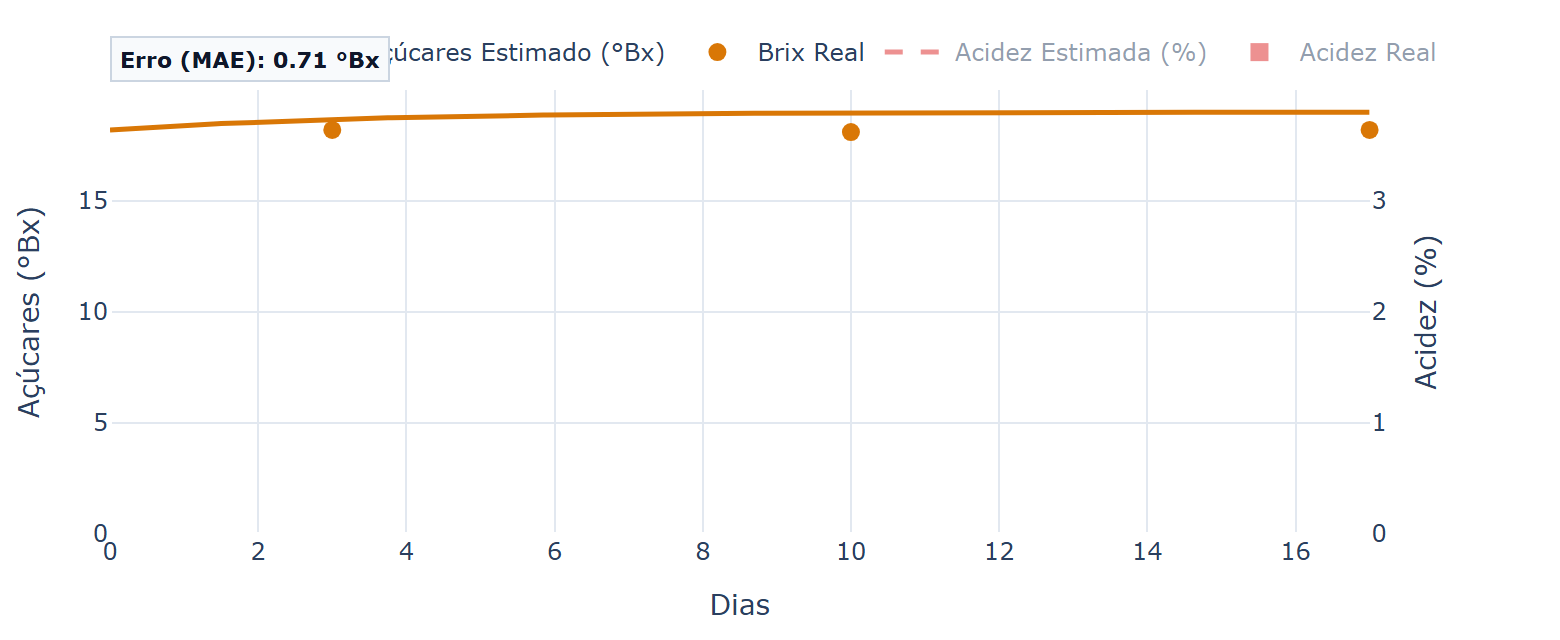 Erro (MAE): 0.71 °Bx
çúcares Estimado (°Bx) Brix Real Acidez Estimada (%) Acidez Real
Açúcares (°Bx)
15
10
5
0
3
2
1
0
Acidez (%)
0 2 4 6 8 10 12 14 16
Dias